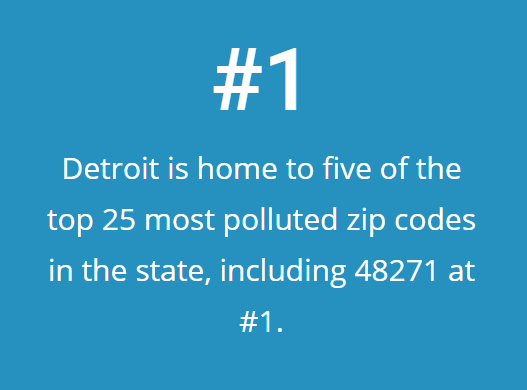 #1
Detroit is home to five of the
top 25 most polluted zip codes
in the state, including 48271 at
#1.